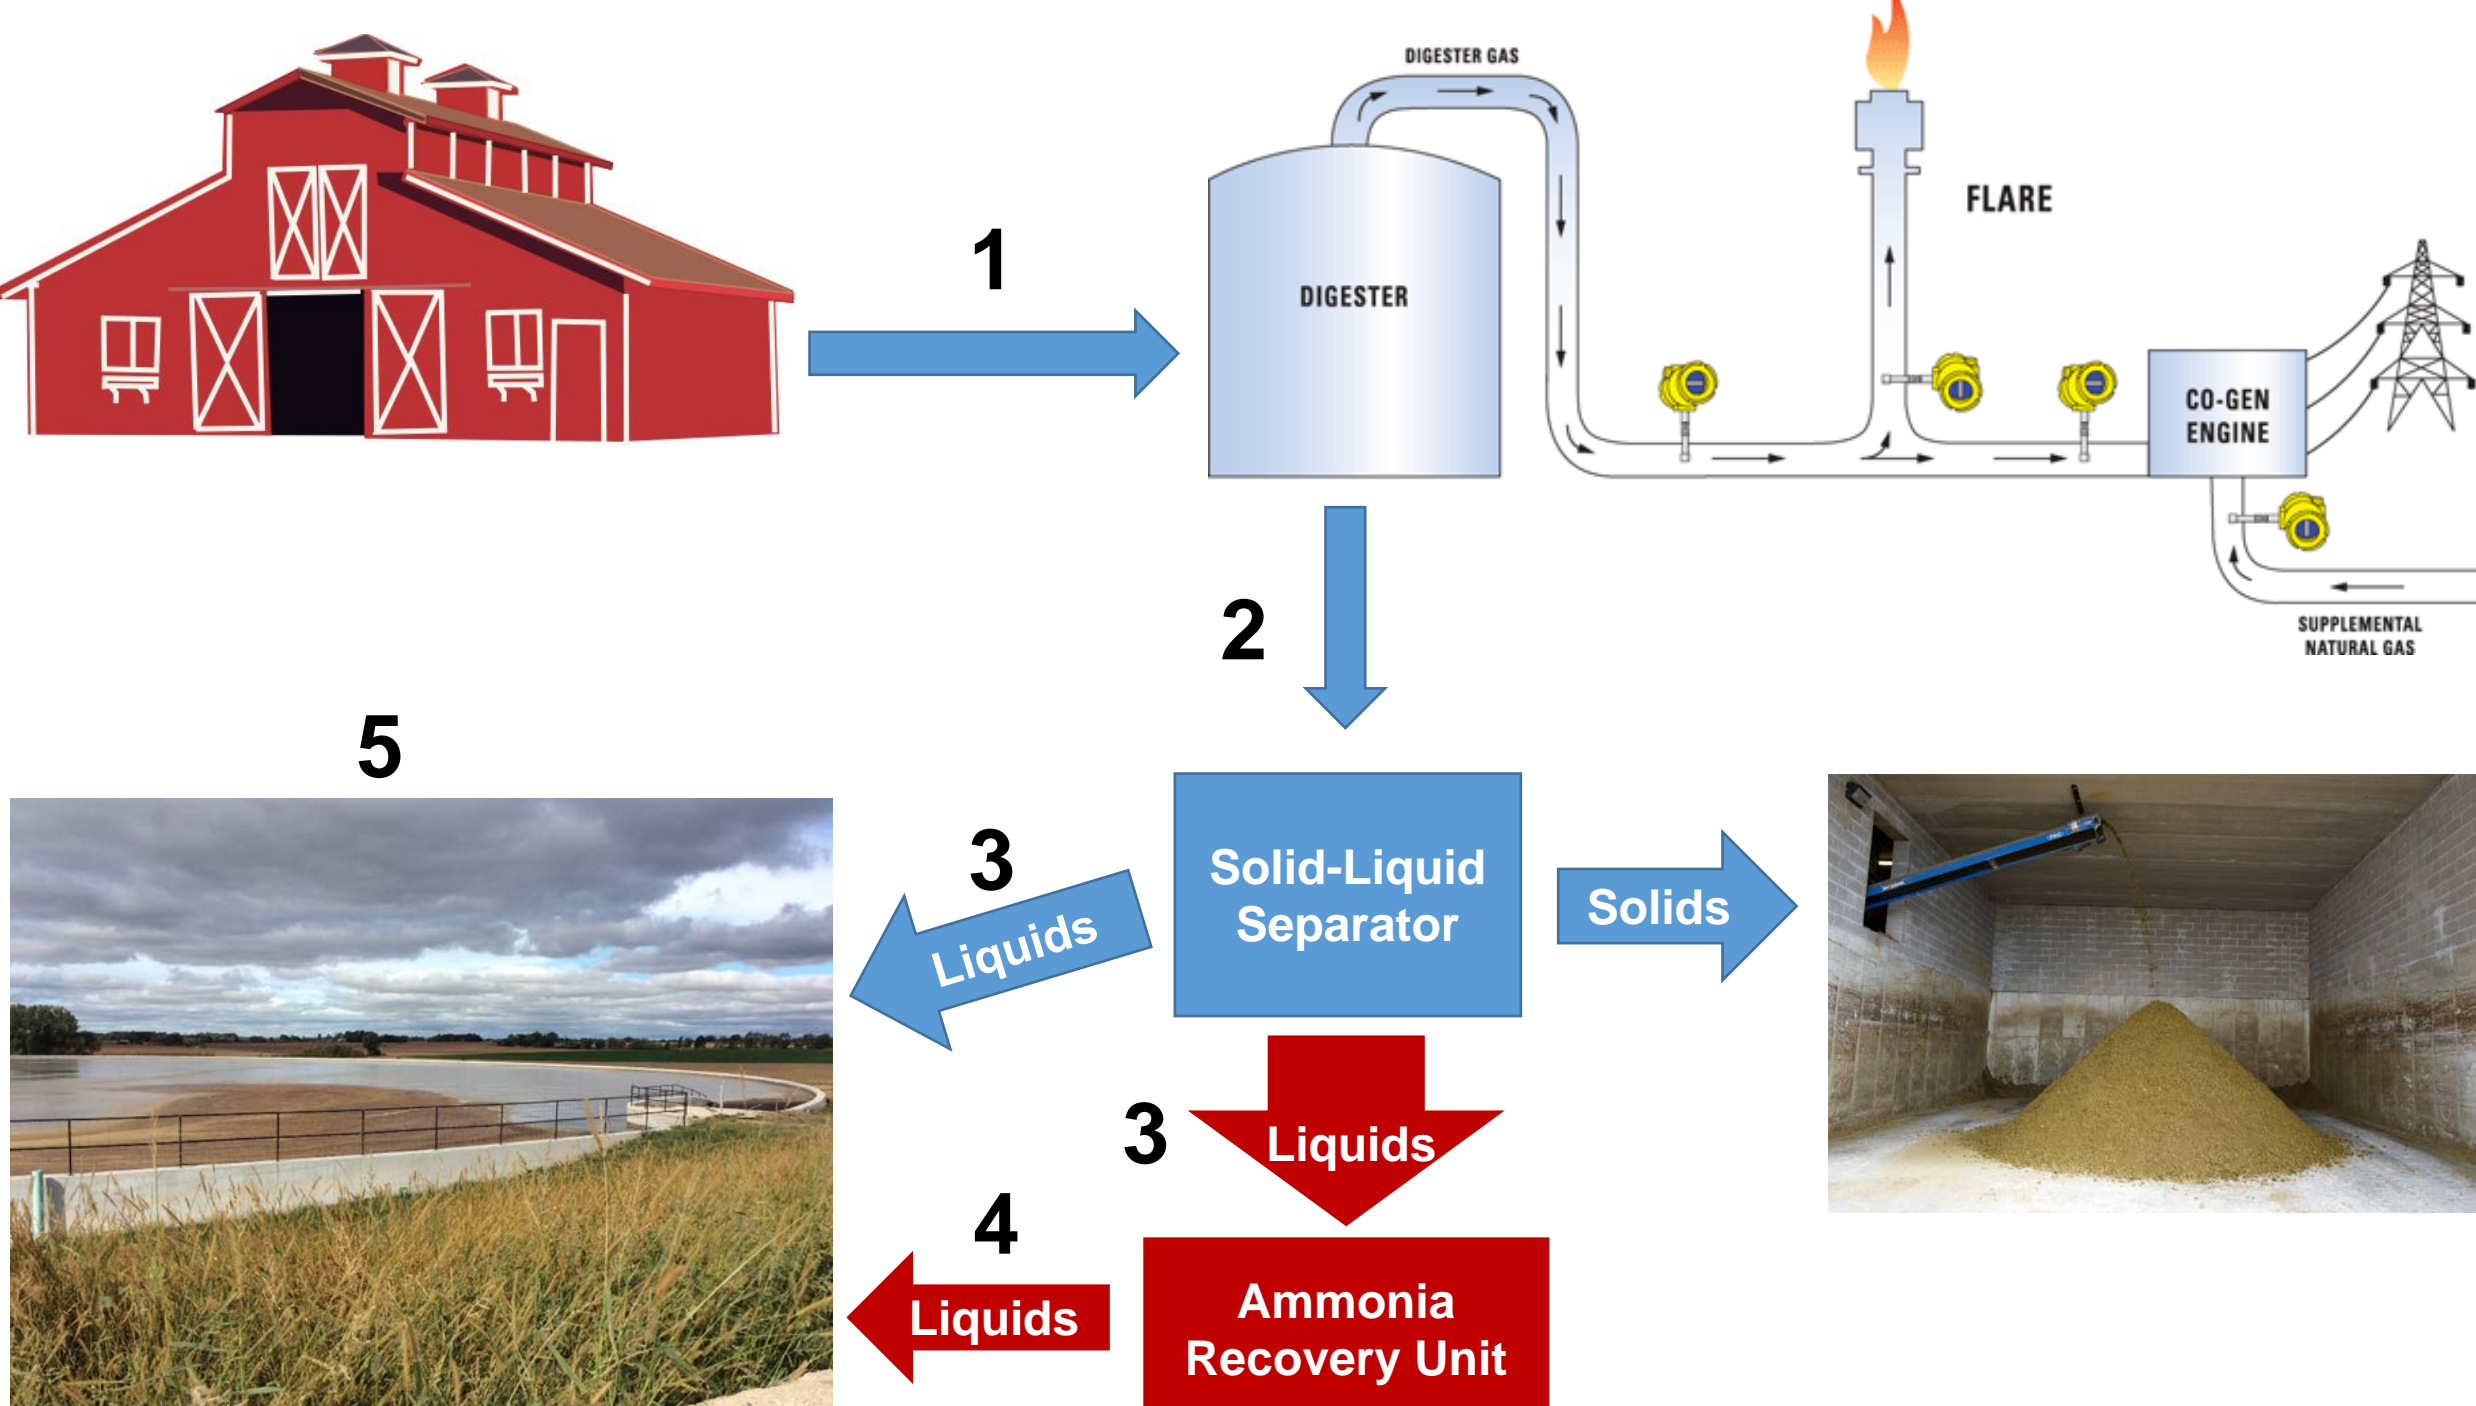 DIGESTER GAS
FLARE
1
DIGESTER
CO-GEN
ENGINE
2
SUPPLEMENTAL
NATURAL GAS
5
3
Liquids
Solid-Liquid
Separator
Solids
3
Liquids
4
Liquids
Ammonia
Recovery Unit